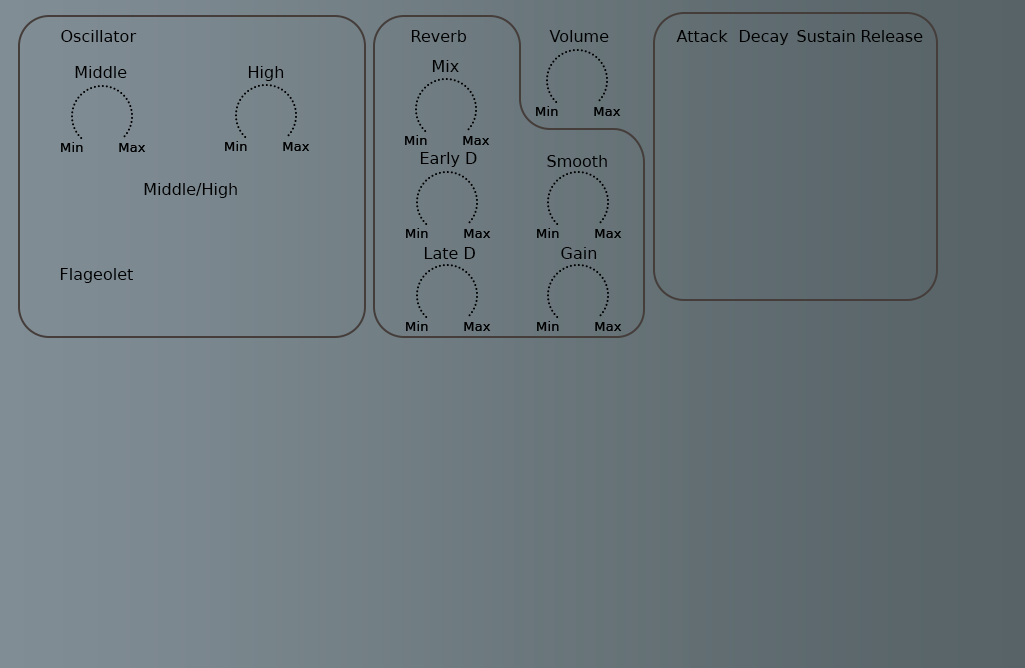 Oscillator
Middle
High
Min Max
Min Max
Middle/High
Flageolet
Reverb
Mix
Min Max
Early D
Min Max
Late D
Min Max
Volume
Min Max
Smooth
Min Max
Gain
Min Max
Attack Decay Sustain Release